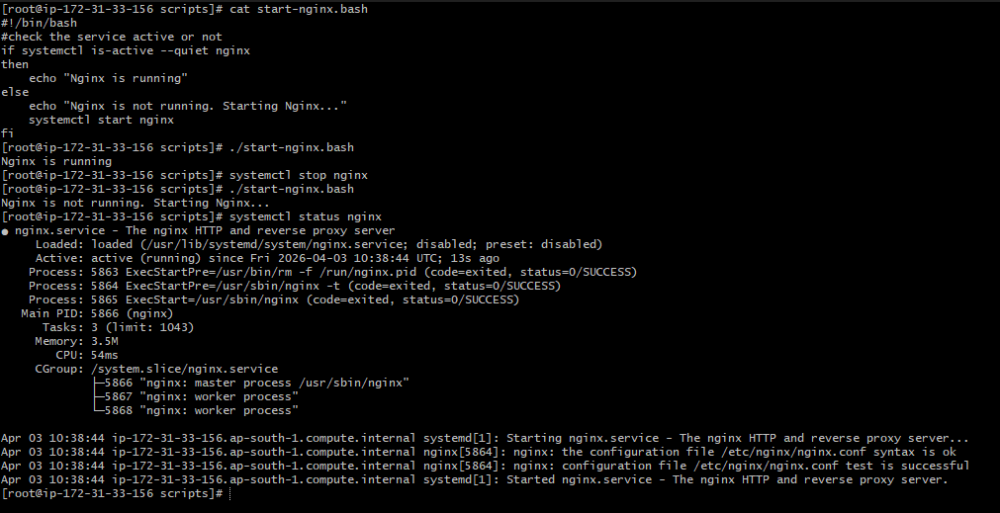 [root@ip-172-31-33-156 scripts]# cat start-nginx.bash
#!/bin/bash
#check the service active or not
if systemctl is-active --quiet nginx
then
    echo "Nginx is running"
else
    echo "Nginx is not running. Starting Nginx..."
    systemctl start nginx
fi
[root@ip-172-31-33-156 scripts]# ./start-nginx.bash
Nginx is running
[root@ip-172-31-33-156 scripts]# systemctl stop nginx
[root@ip-172-31-33-156 scripts]# ./start-nginx.bash
Nginx is not running. Starting Nginx...
[root@ip-172-31-33-156 scripts]# systemctl status nginx
● nginx.service - The nginx HTTP and reverse proxy server
     Loaded: loaded (/usr/lib/systemd/system/nginx.service; disabled; preset: disabled)
     Active: active (running) since Fri 2026-04-03 10:38:44 UTC; 13s ago
    Process: 5863 ExecStartPre=/usr/bin/rm -f /run/nginx.pid (code=exited, status=0/SUCCESS)
    Process: 5864 ExecStartPre=/usr/sbin/nginx -t (code=exited, status=0/SUCCESS)
    Process: 5865 ExecStart=/usr/sbin/nginx (code=exited, status=0/SUCCESS)
   Main PID: 5866 (nginx)
      Tasks: 3 (limit: 1043)
     Memory: 3.5M
        CPU: 54ms
     CGroup: /system.slice/nginx.service
             ├─5866 "nginx: master process /usr/sbin/nginx"
             ├─5867 "nginx: worker process"
             └─5868 "nginx: worker process"

Apr 03 10:38:44 ip-172-31-33-156.ap-south-1.compute.internal systemd[1]: Starting nginx.service - The nginx HTTP and reverse proxy server...
Apr 03 10:38:44 ip-172-31-33-156.ap-south-1.compute.internal nginx[5864]: nginx: the configuration file /etc/nginx/nginx.conf syntax is ok
Apr 03 10:38:44 ip-172-31-33-156.ap-south-1.compute.internal nginx[5864]: nginx: configuration file /etc/nginx/nginx.conf test is successful
Apr 03 10:38:44 ip-172-31-33-156.ap-south-1.compute.internal systemd[1]: Started nginx.service - The nginx HTTP and reverse proxy server.
[root@ip-172-31-33-156 scripts]#